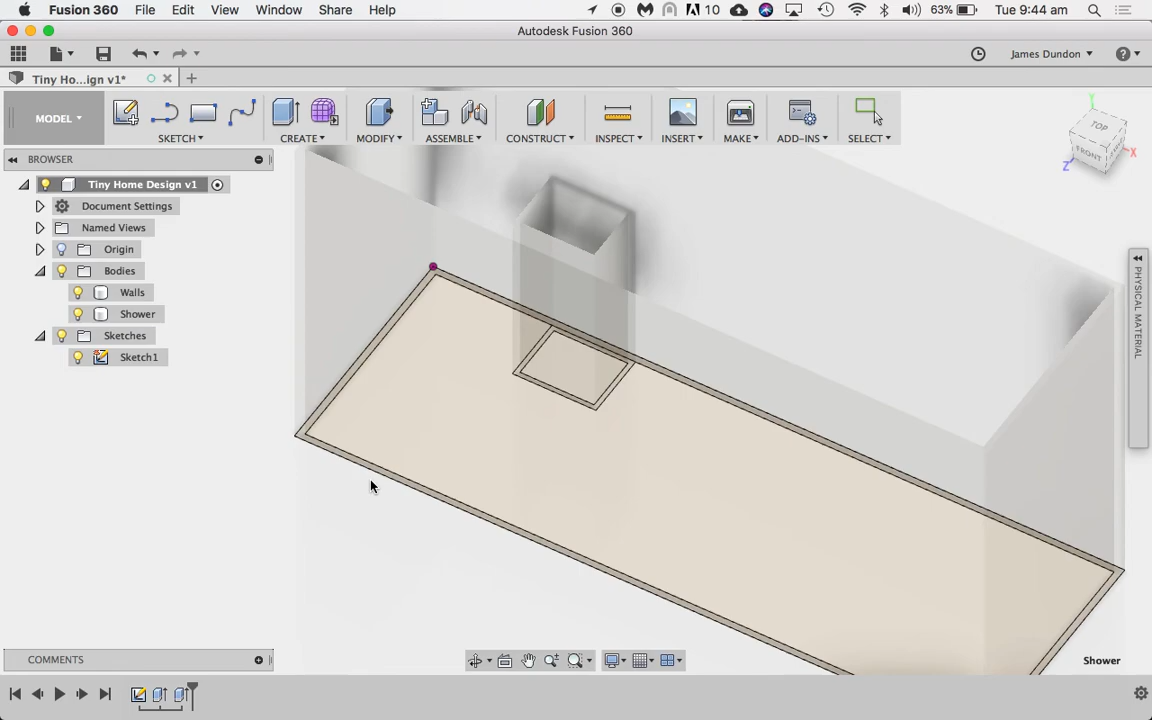 Fusion 360 File Edit View Window Share Help 10 63% Tue 9:44 am
Autodesk Fusion 360
James Dundon
Tiny Ho...ign v1*
MODEL
SKETCH CREATE MODIFY ASSEMBLE CONSTRUCT INSPECT INSERT MAKE ADD-INS SELECT
TOP
FRONT
Y
X
Z
BROWSER
Tiny Home Design v1
Document Settings
Named Views
Origin
Bodies
Walls
Shower
Sketches
Sketch1
PHYSICAL MATERIAL
COMMENTS
Shower